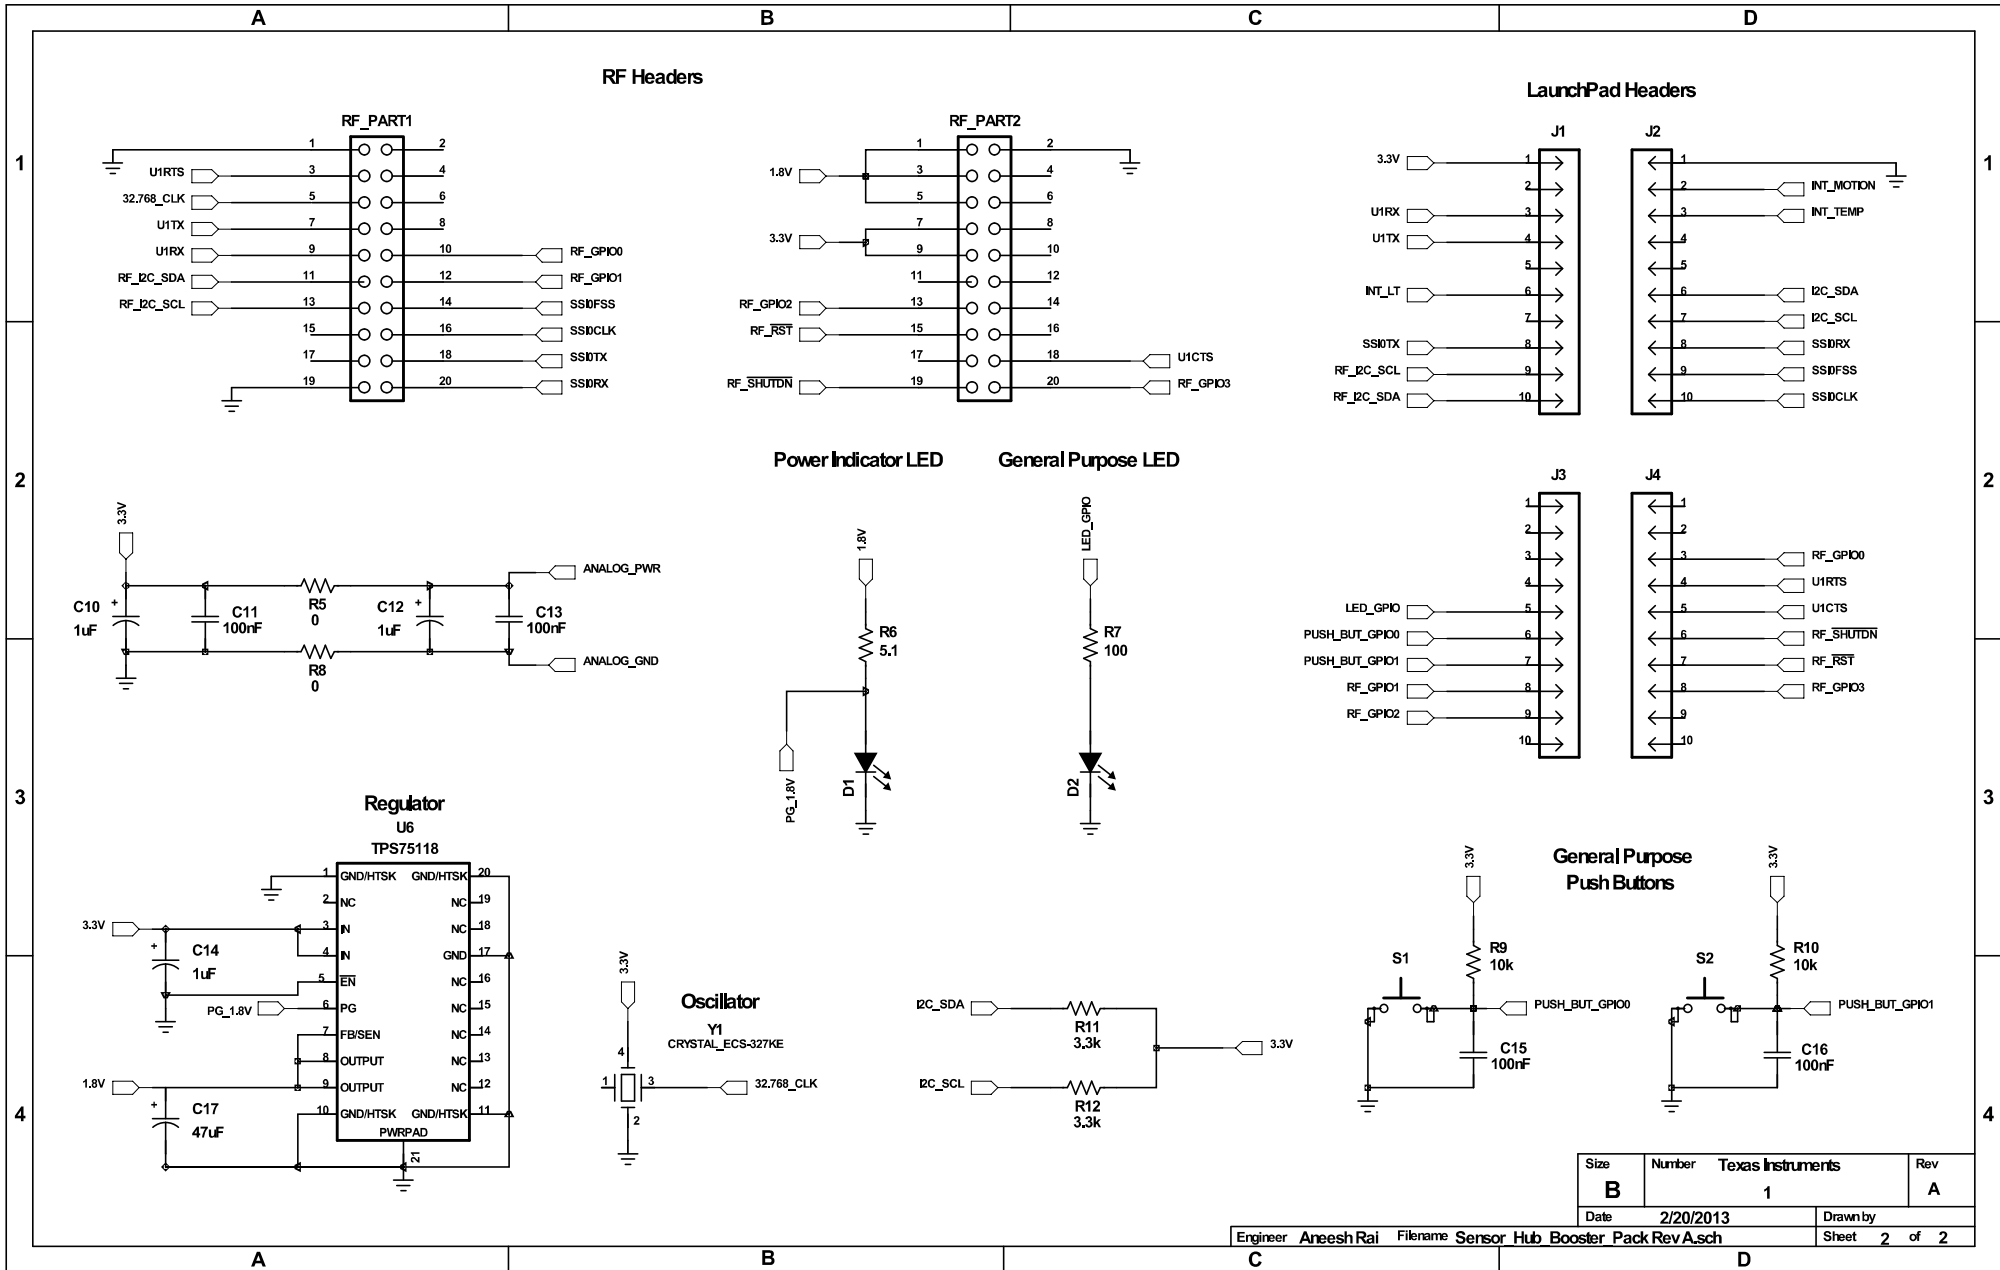 A B C D
1 1
2 2
3 3
4 4
A B C D
RF Headers
RF_PART1
1 2
U1RTS 3 4
32.768_CLK 5 6
U1TX 7 8
U1RX 9 10 RF_GPIO0
RF_I2C_SDA 11 12 RF_GPIO1
RF_I2C_SCL 13 14 SSI0FSS
15 16 SSI0CLK
17 18 SSI0TX
19 20 SSI0RX
RF_PART2
1 2
1.8V 3 4
5 6
7 8
3.3V 9 10
11 12
RF_GPIO2 13 14
RF_RST 15 16
17 18 U1CTS
RF_SHUTDN 19 20 RF_GPIO3
LaunchPad Headers
J1
3.3V 1
2
U1RX 3
U1TX 4
5
INT_LT 6
7
SSI0TX 8
RF_I2C_SCL 9
RF_I2C_SDA 10
J2
1
2 INT_MOTION
3 INT_TEMP
4
5
6 I2C_SDA
7 I2C_SCL
8 SSI0RX
9 SSI0FSS
10 SSI0CLK
J3
1
2
3
4
LED_GPIO 5
PUSH_BUT_GPIO0 6
PUSH_BUT_GPIO1 7
RF_GPIO1 8
RF_GPIO2 9
10
J4
1
2
3 RF_GPIO0
4 U1RTS
5 U1CTS
6 RF_SHUTDN
7 RF_RST
8 RF_GPIO3
9
10
3.3V
ANALOG_PWR
C10 + 1uF
C11 100nF
R5 0
C12 + 1uF
C13 100nF
R8 0
ANALOG_GND
Power Indicator LED
1.8V
R6
5.1
PG_1.8V
D1
General Purpose LED
LED_GPIO
R7
100
D2
Regulator
U6
TPS75118
1 GND/HTSK GND/HTSK 20
2 NC NC 19
3.3V 3 IN NC 18
4 IN GND 17
5 EN NC 16
PG_1.8V 6 PG NC 15
7 FB/SEN NC 14
8 OUTPUT NC 13
1.8V 9 OUTPUT NC 12
10 GND/HTSK GND/HTSK 11
PWRPAD
21
+ C14
1uF
+ C17
47uF
3.3V
Oscillator
Y1
CRYSTAL_ECS-327KE
4
1 3 32.768_CLK
2
I2C_SDA
R11
3.3k
3.3V
I2C_SCL
R12
3.3k
General Purpose
Push Buttons
3.3V
R9
10k
S1
PUSH_BUT_GPIO0
C15
100nF
3.3V
R10
10k
S2
PUSH_BUT_GPIO1
C16
100nF
Size Number Texas Instruments Rev
B 1 A
Date 2/20/2013 Drawn by
Engineer Aneesh Rai Filename Sensor_Hub_Booster_Pack Rev A.sch Sheet 2 of 2